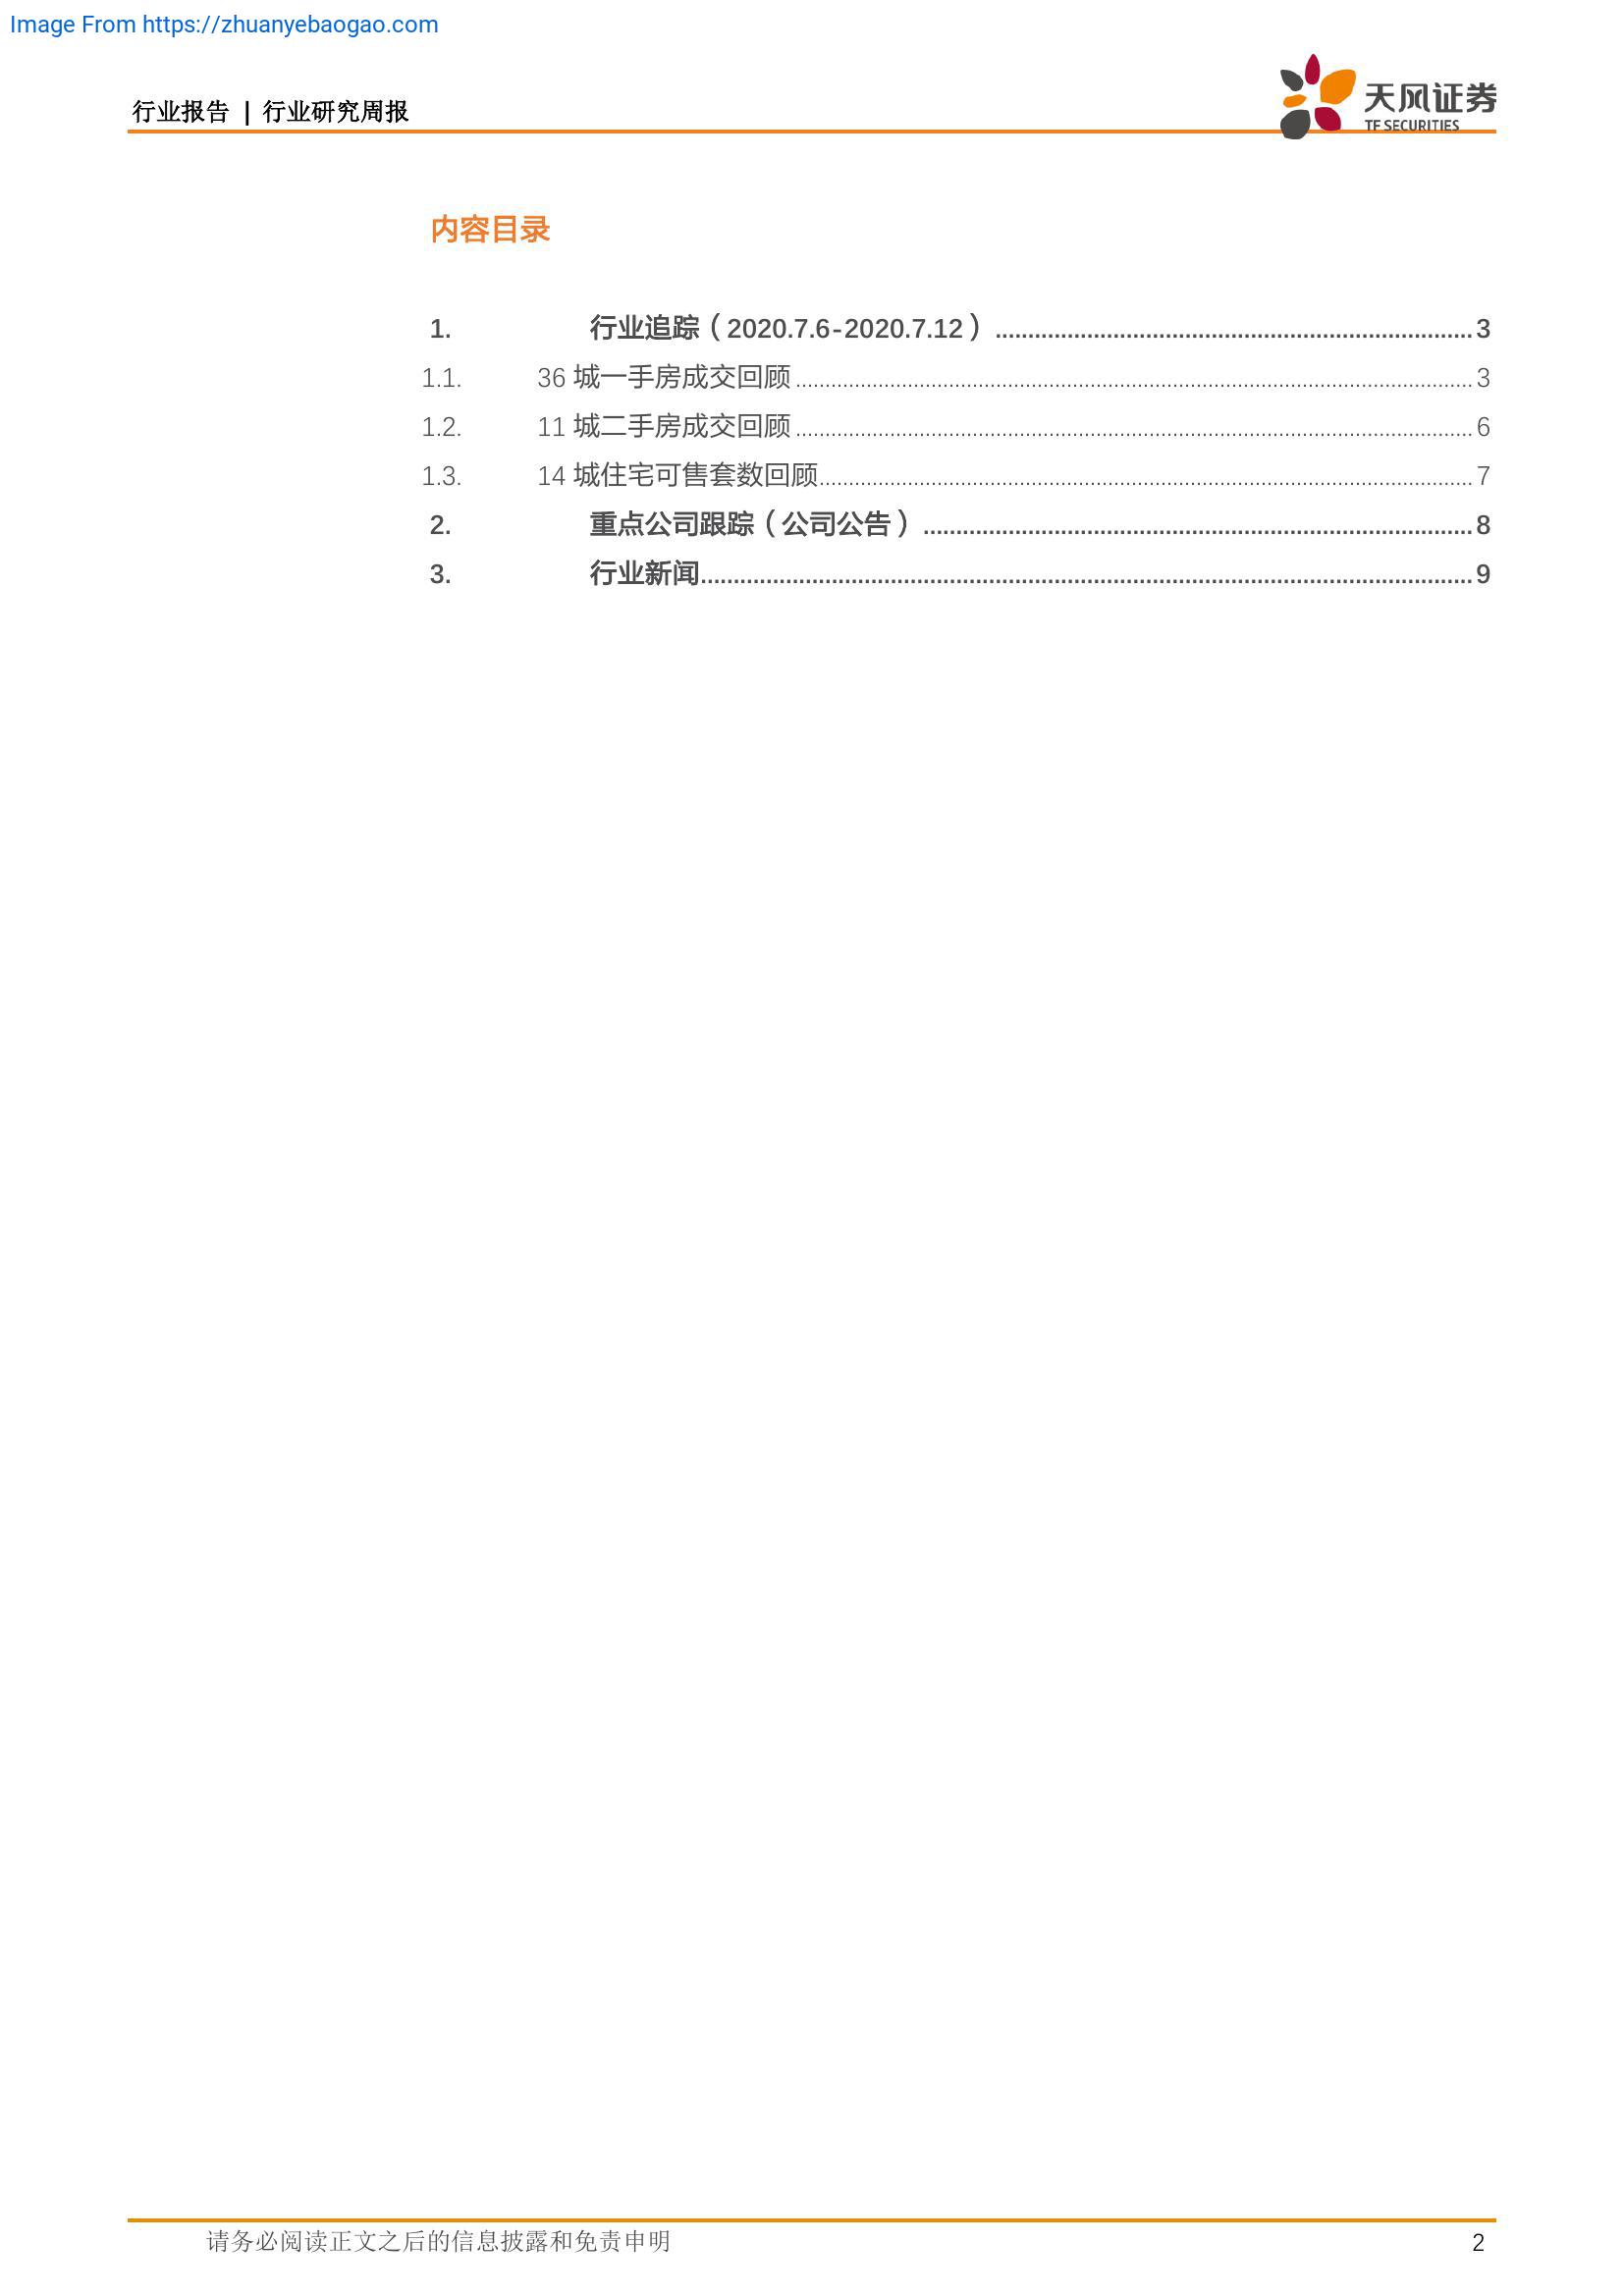 Image From https://zhuanyebaogao.com
行业报告 | 行业研究周报
天风证券
TF SECURITIES
内容目录
1. 行业追踪（2020.7.6-2020.7.12）........................................................................3
1.1. 36 城一手房成交回顾........................................................................3
1.2. 11 城二手房成交回顾........................................................................6
1.3. 14 城住宅可售套数回顾........................................................................7
2. 重点公司跟踪（公司公告）........................................................................8
3. 行业新闻........................................................................9
请务必阅读正文之后的信息披露和免责申明 2